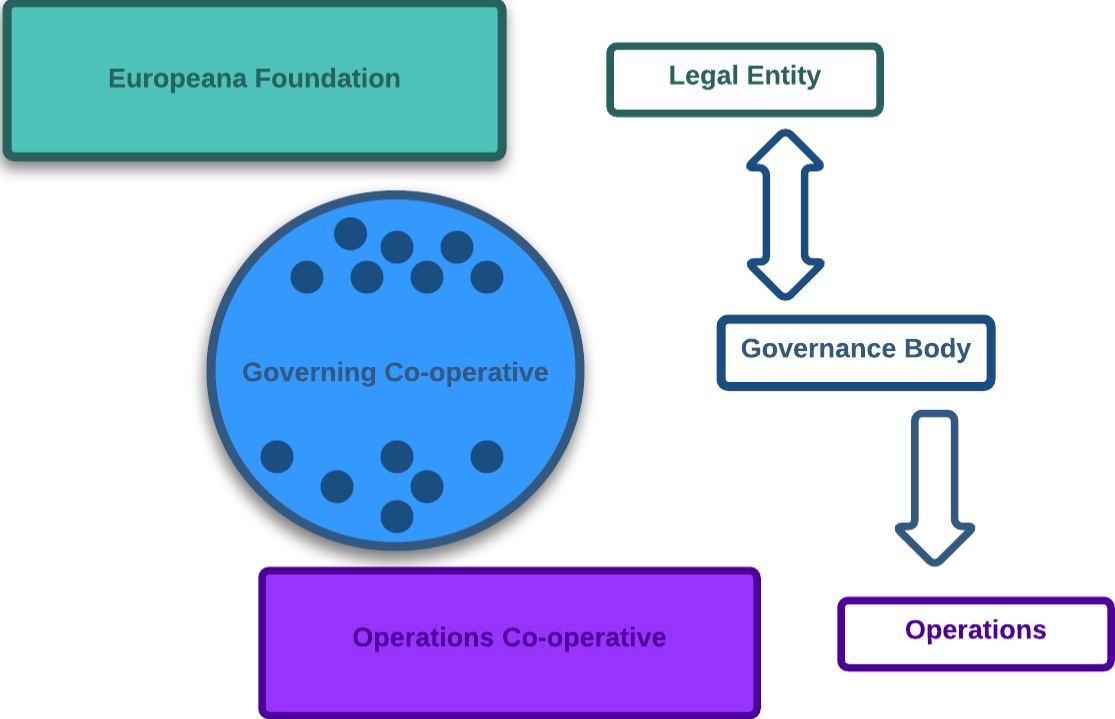 Europeana Foundation
Legal Entity
Governing Co-operative
Governance Body
Operations Co-operative
Operations